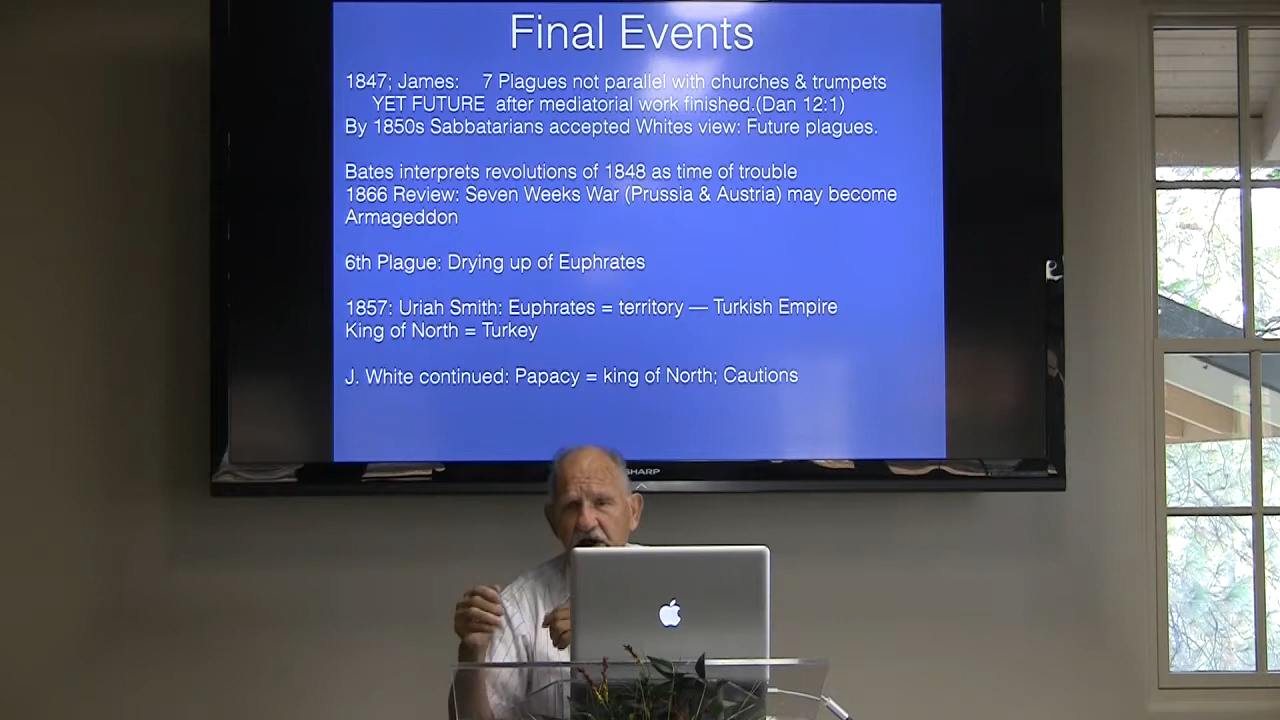 Final Events
1847; James: 7 Plagues not parallel with churches & trumpets
YET FUTURE after mediatorial work finished.(Dan 12:1)
By 1850s Sabbatarians accepted Whites view: Future plagues.
Bates interprets revolutions of 1848 as time of trouble
1866 Review: Seven Weeks War (Prussia & Austria) may become
Armageddon
6th Plague: Drying up of Euphrates
1857: Uriah Smith: Euphrates = territory — Turkish Empire
King of North = Turkey
J. White continued: Papacy = king of North; Cautions
SHARP